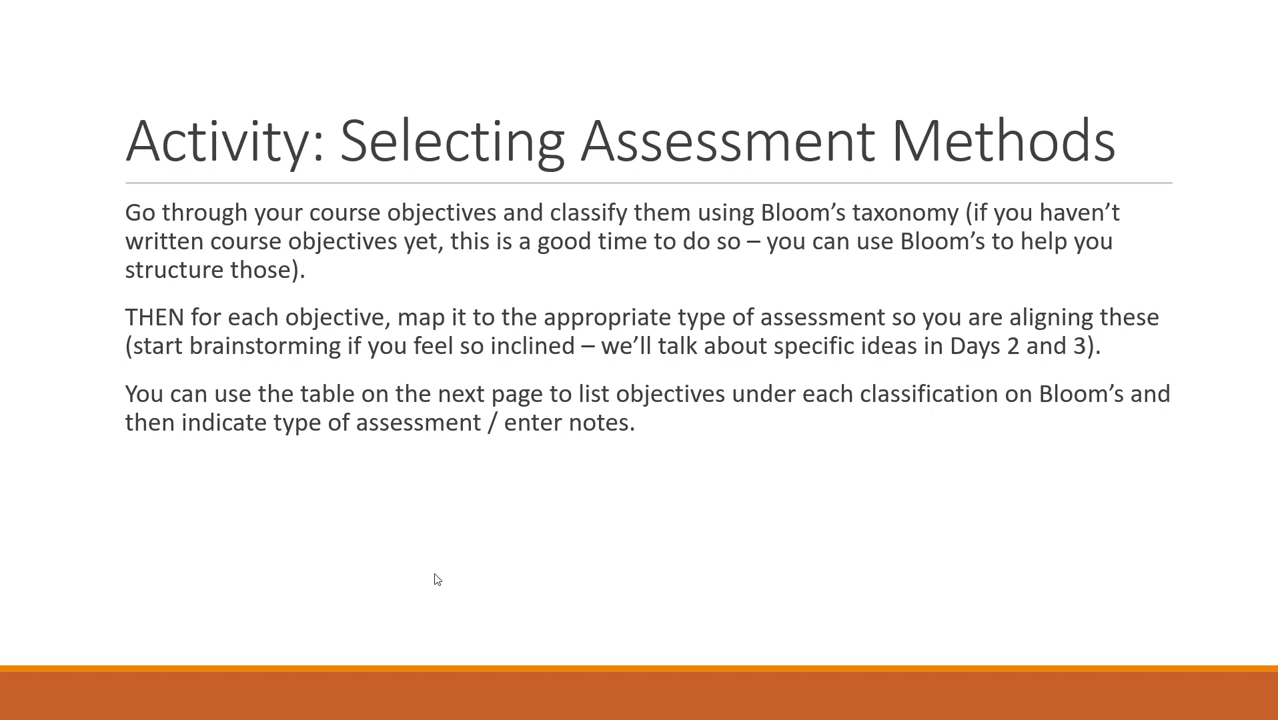 Activity: Selecting Assessment Methods
Go through your course objectives and classify them using Bloom’s taxonomy (if you haven’t
written course objectives yet, this is a good time to do so – you can use Bloom’s to help you
structure those).
THEN for each objective, map it to the appropriate type of assessment so you are aligning these
(start brainstorming if you feel so inclined – we’ll talk about specific ideas in Days 2 and 3).
You can use the table on the next page to list objectives under each classification on Bloom’s and
then indicate type of assessment / enter notes.